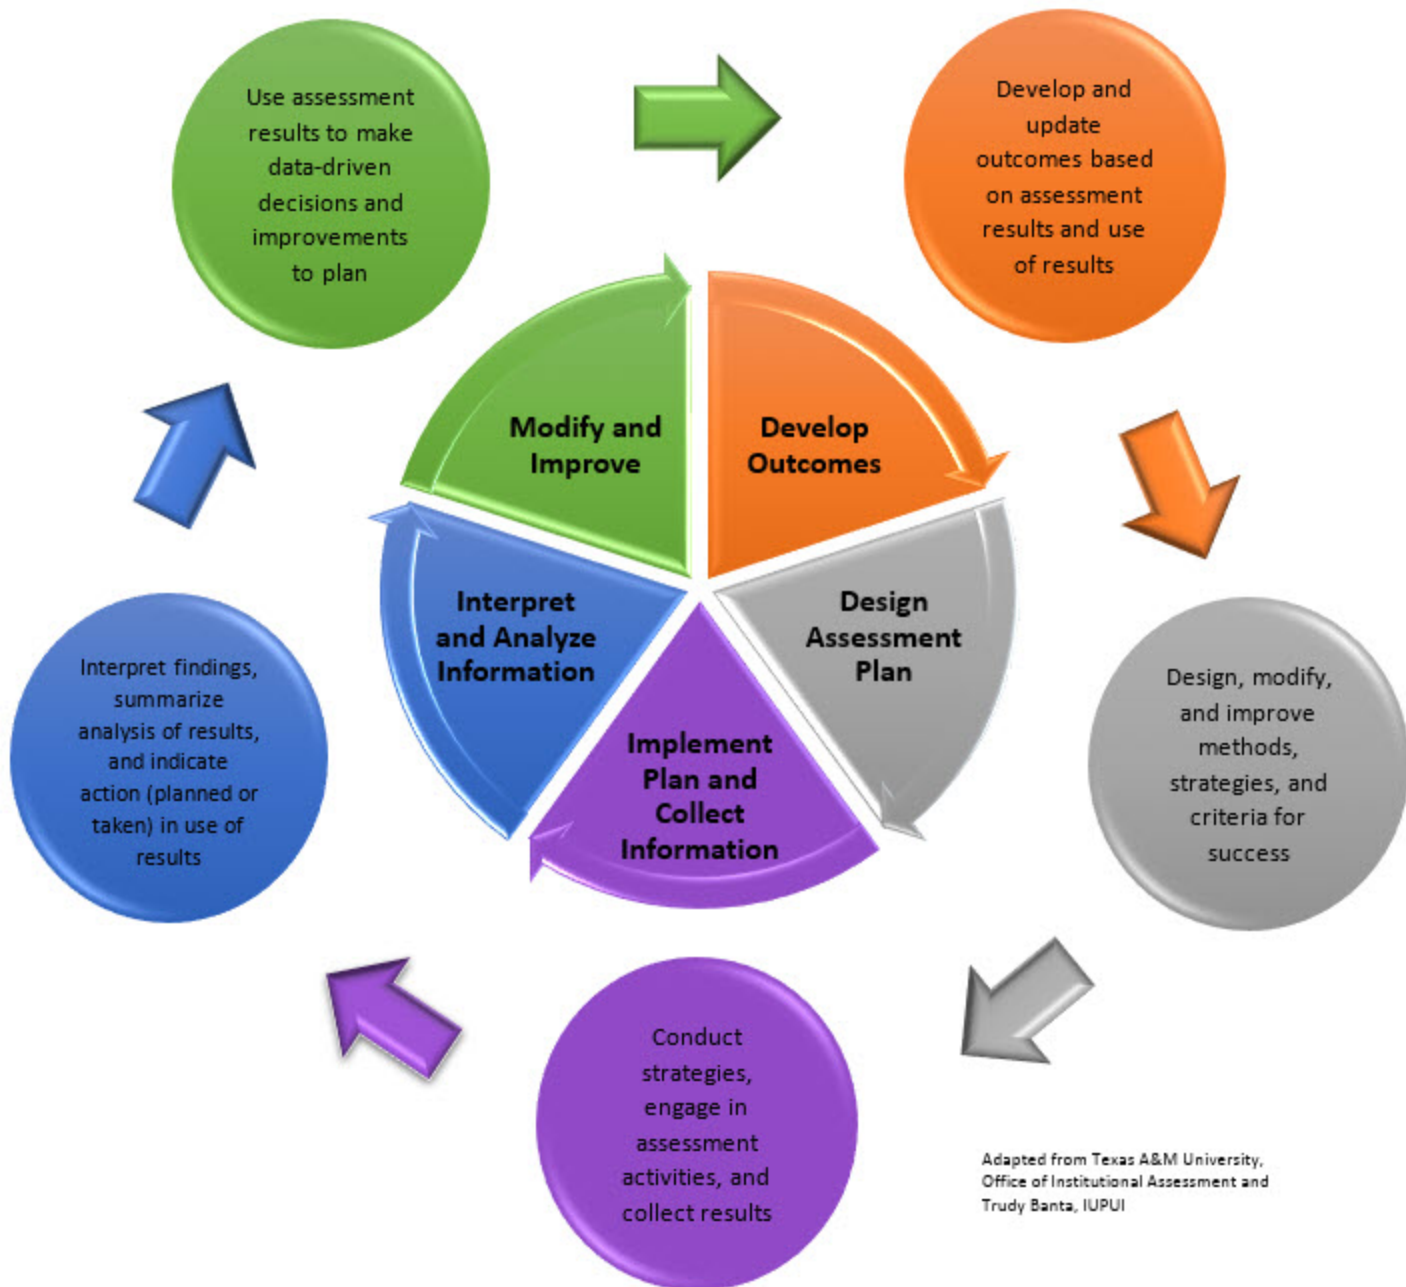 Use assessment
results to make
data-driven
decisions and
improvements
to plan
Develop and
update
outcomes based
on assessment
results and use
of results
Modify and
Improve
Develop
Outcomes
Interpret
and Analyze
Information
Design
Assessment
Plan
Implement
Plan and
Collect
Information
Interpret findings,
summarize
analysis of results,
and indicate
action (planned or
taken) in use of
results
Design, modify,
and improve
methods,
strategies, and
criteria for
success
Conduct
strategies,
engage in
assessment
activities, and
collect results
Adapted from Texas A&M University,
Office of Institutional Assessment and
Trudy Banta, IUPUI